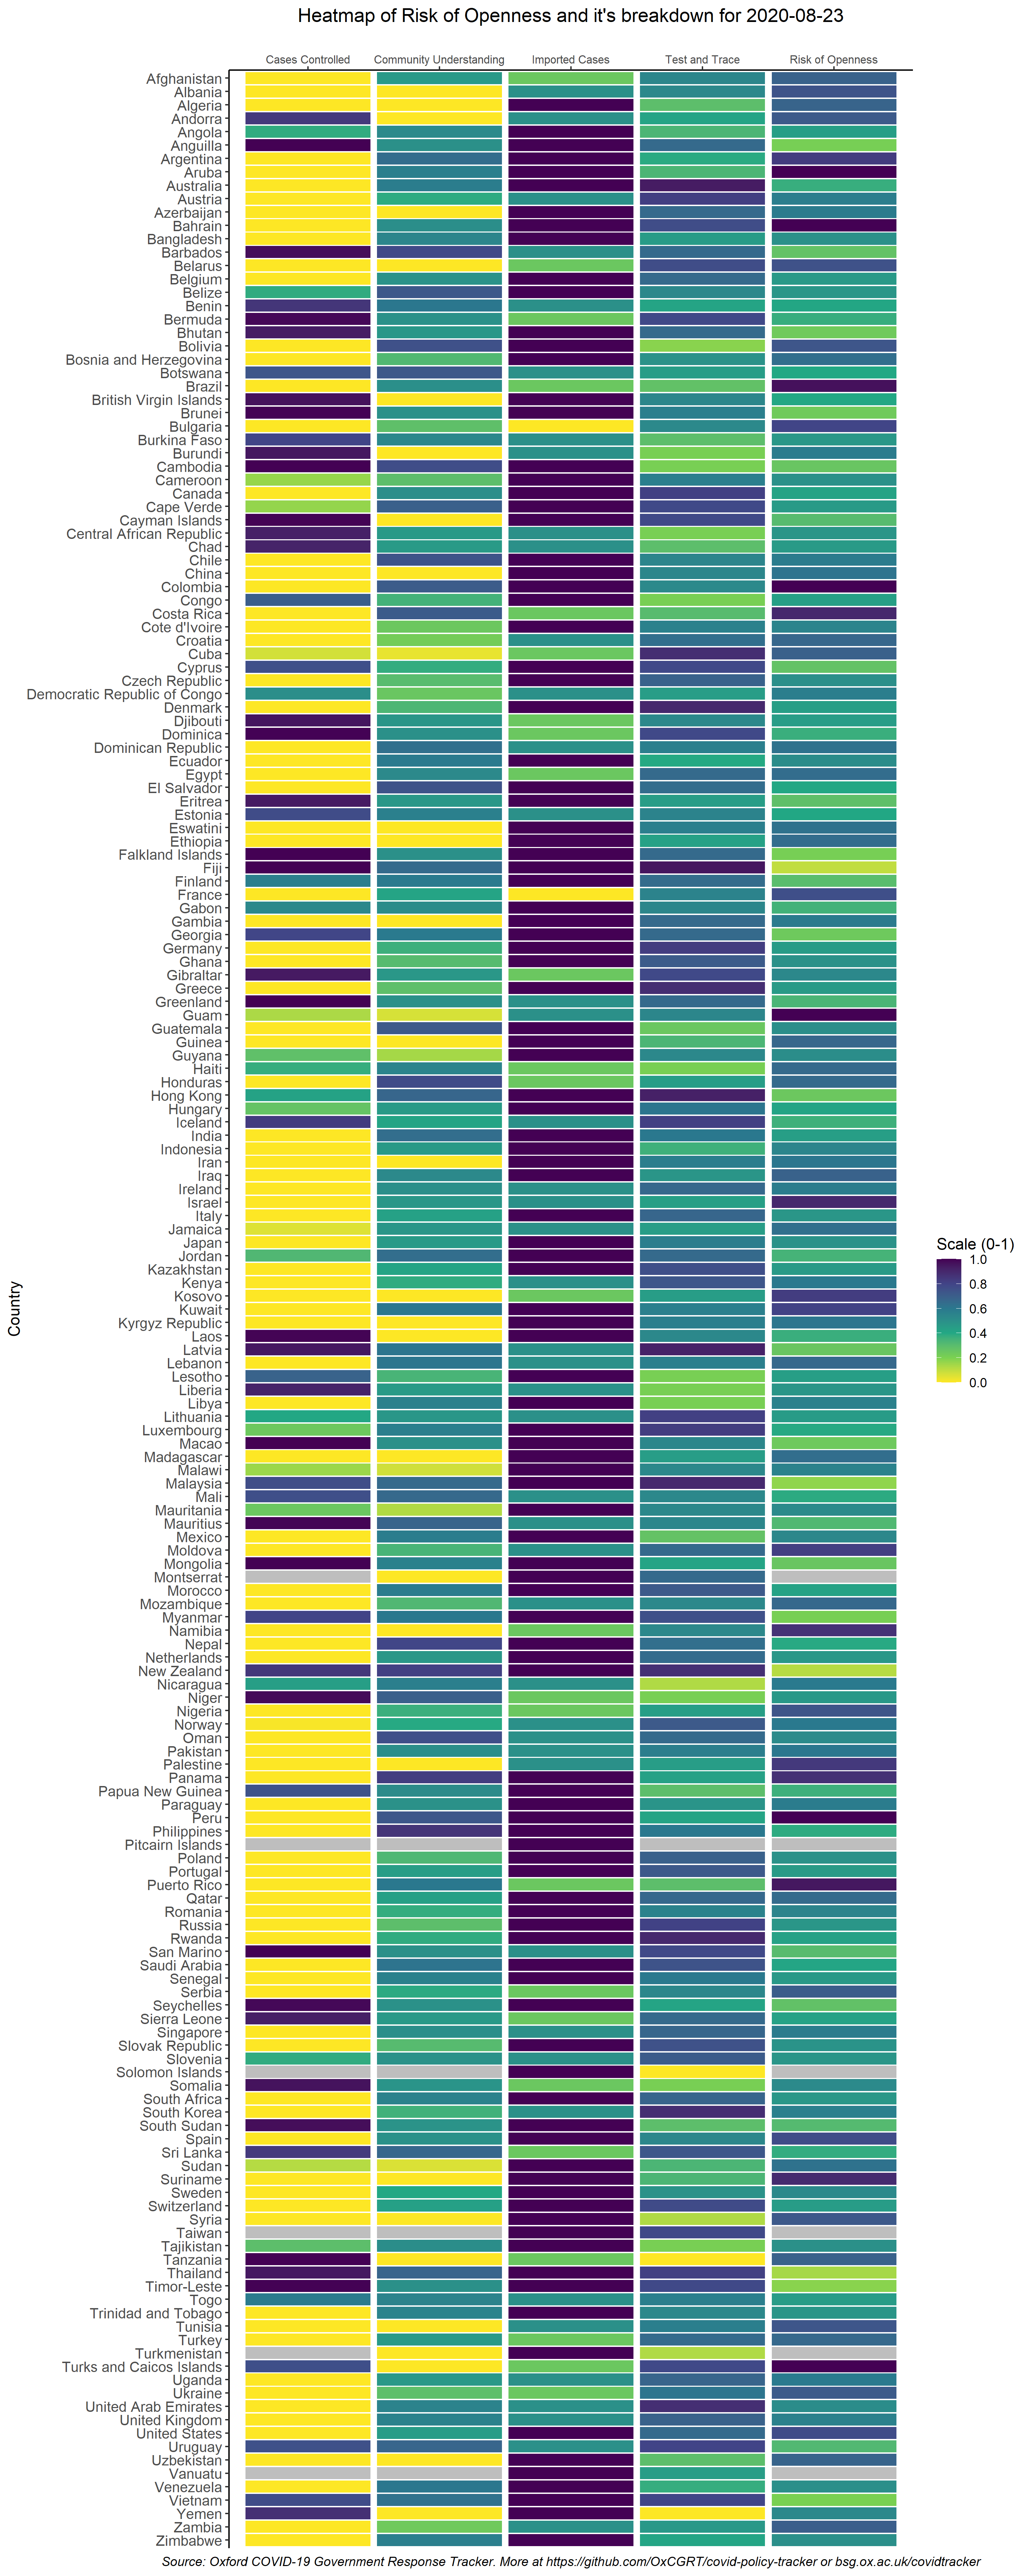 Heatmap of Risk of Openness and it's breakdown for 2020-08-23
Cases Controlled Community Understanding Imported Cases Test and Trace Risk of Openness
Afghanistan
Albania
Algeria
Andorra
Angola
Anguilla
Argentina
Aruba
Australia
Austria
Azerbaijan
Bahrain
Bangladesh
Barbados
Belarus
Belgium
Belize
Benin
Bermuda
Bhutan
Bolivia
Bosnia and Herzegovina
Botswana
Brazil
British Virgin Islands
Brunei
Bulgaria
Burkina Faso
Burundi
Cambodia
Cameroon
Canada
Cape Verde
Cayman Islands
Central African Republic
Chad
Chile
China
Colombia
Congo
Costa Rica
Cote d'Ivoire
Croatia
Cuba
Cyprus
Czech Republic
Democratic Republic of Congo
Denmark
Djibouti
Dominica
Dominican Republic
Ecuador
Egypt
El Salvador
Eritrea
Estonia
Eswatini
Ethiopia
Falkland Islands
Fiji
Finland
France
Gabon
Gambia
Georgia
Germany
Ghana
Gibraltar
Greece
Greenland
Guam
Guatemala
Guinea
Guyana
Haiti
Honduras
Hong Kong
Hungary
Iceland
India
Indonesia
Iran
Iraq
Ireland
Israel
Italy
Jamaica
Japan
Jordan
Kazakhstan
Kenya
Kosovo
Kuwait
Kyrgyz Republic
Laos
Latvia
Lebanon
Lesotho
Liberia
Libya
Lithuania
Luxembourg
Macao
Madagascar
Malawi
Malaysia
Mali
Mauritania
Mauritius
Mexico
Moldova
Mongolia
Montserrat
Morocco
Mozambique
Myanmar
Namibia
Nepal
Netherlands
New Zealand
Nicaragua
Niger
Nigeria
Norway
Oman
Pakistan
Palestine
Panama
Papua New Guinea
Paraguay
Peru
Philippines
Pitcairn Islands
Poland
Portugal
Puerto Rico
Qatar
Romania
Russia
Rwanda
San Marino
Saudi Arabia
Senegal
Serbia
Seychelles
Sierra Leone
Singapore
Slovak Republic
Slovenia
Solomon Islands
Somalia
South Africa
South Korea
South Sudan
Spain
Sri Lanka
Sudan
Suriname
Sweden
Switzerland
Syria
Taiwan
Tajikistan
Tanzania
Thailand
Timor-Leste
Togo
Trinidad and Tobago
Tunisia
Turkey
Turkmenistan
Turks and Caicos Islands
Uganda
Ukraine
United Arab Emirates
United Kingdom
United States
Uruguay
Uzbekistan
Vanuatu
Venezuela
Vietnam
Yemen
Zambia
Zimbabwe
Country
Scale (0-1)
1.0
0.8
0.6
0.4
0.2
0.0
Source: Oxford COVID-19 Government Response Tracker. More at https://github.com/OxCGRT/covid-policy-tracker or bsg.ox.ac.uk/covidtracker